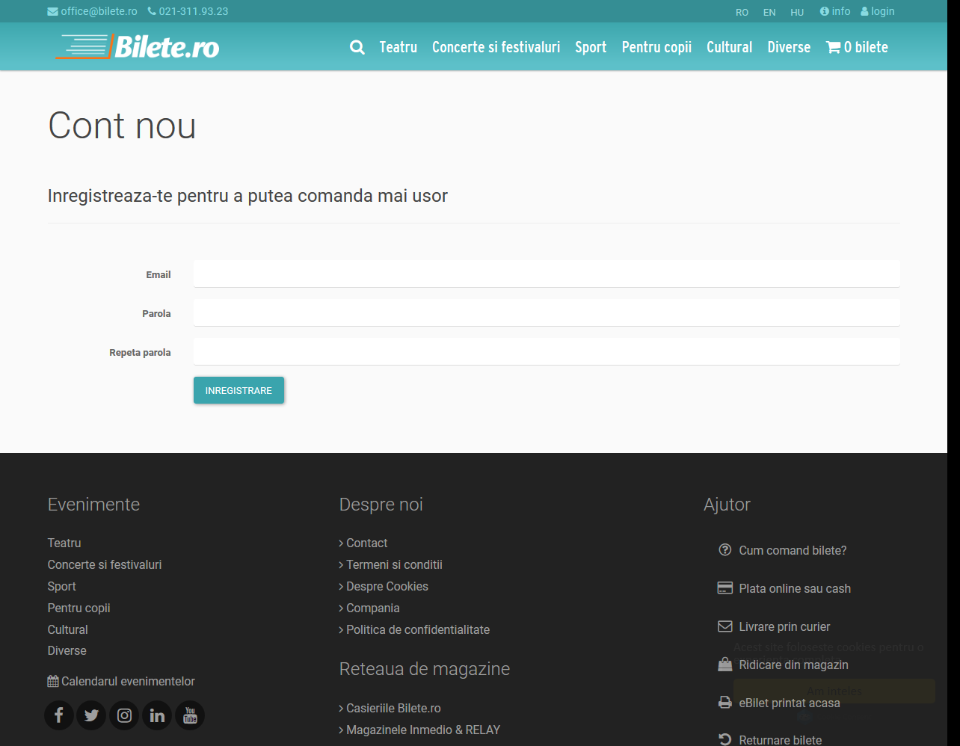 office@bilete.ro 021-311.93.23
RO EN HU info login
Bilete.ro
Teatru Concerte si festivaluri Sport Pentru copii Cultural Diverse 0 bilete
Cont nou
Inregistreaza-te pentru a putea comanda mai usor
Email
Parola
Repeta parola
INREGISTRARE
Evenimente
Teatru
Concerte si festivaluri
Sport
Pentru copii
Cultural
Diverse
Calendarul evenimentelor
You Tube
Despre noi
> Contact
> Termeni si conditii
> Despre Cookies
> Compania
> Politica de confidentialitate
Reteaua de magazine
> Casieriile Bilete.ro
> Magazinele Inmedio & RELAY
Ajutor
Cum comand bilete?
Plata online sau cash
Livrare prin curier
Acest site foloseste cookies pentru a
Ridicare din magazin
eBilet printat acasa
Returnare bilete